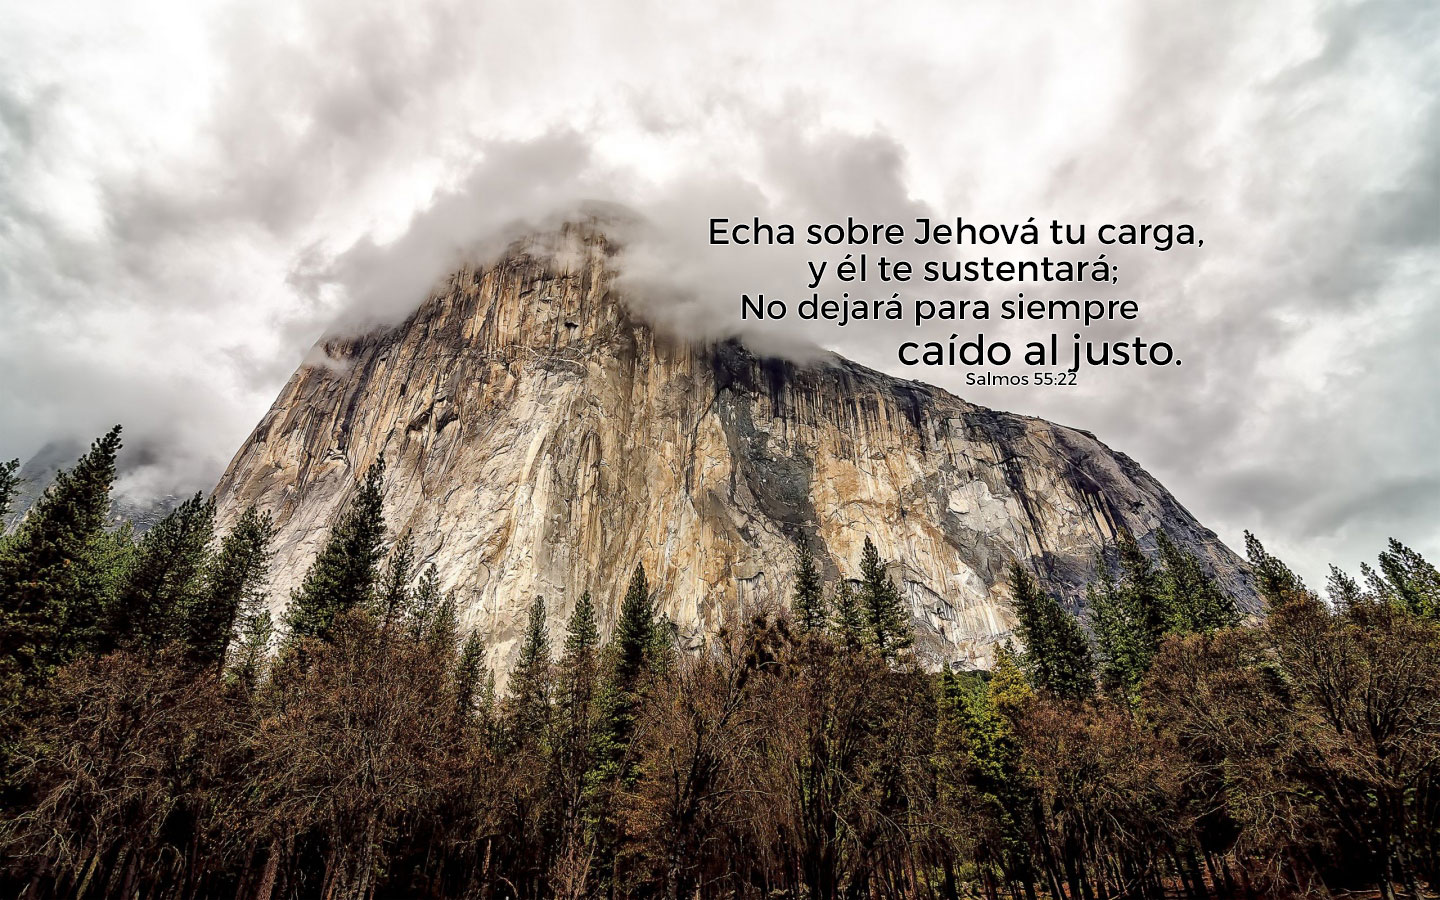 Echa sobre Jehová tu carga,
y él te sustentará;
No dejará para siempre
caído al justo.
Salmos 55:22